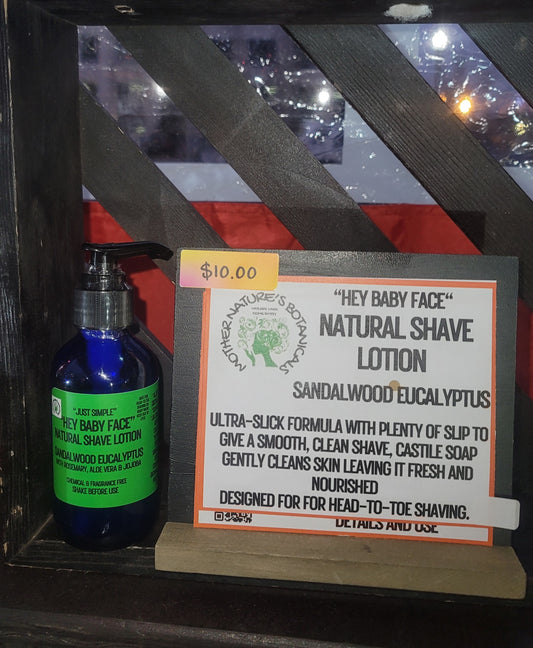 $10.00
MOTHER NATURE'S BOTANICALS
"HEY BABY FACE"
NATURAL SHAVE
LOTION
SANDALWOOD EUCALYPTUS
ULTRA-SLICK FORMULA WITH PLENTY OF SLIP TO
GIVE A SMOOTH, CLEAN SHAVE, CASTILE SOAP
GENTLY CLEANS SKIN LEAVING IT FRESH AND
NOURISHED
DESIGNED FOR FOR HEAD-TO-TOE SHAVING.
DETAILS AND USE
"JUST SIMPLE"
"HEY BABY FACE"
NATURAL SHAVE LOTION
SANDALWOOD EUCALYPTUS
WITH ROSEMARY, ALOE VERA & JOJOBA
CHEMICAL & FRAGRANCE FREE
SHAKE BEFORE USE.